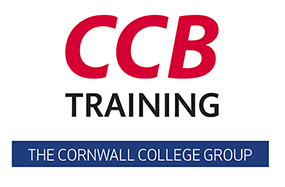 CCB
TRAINING
THE CORNWALL COLLEGE GROUP